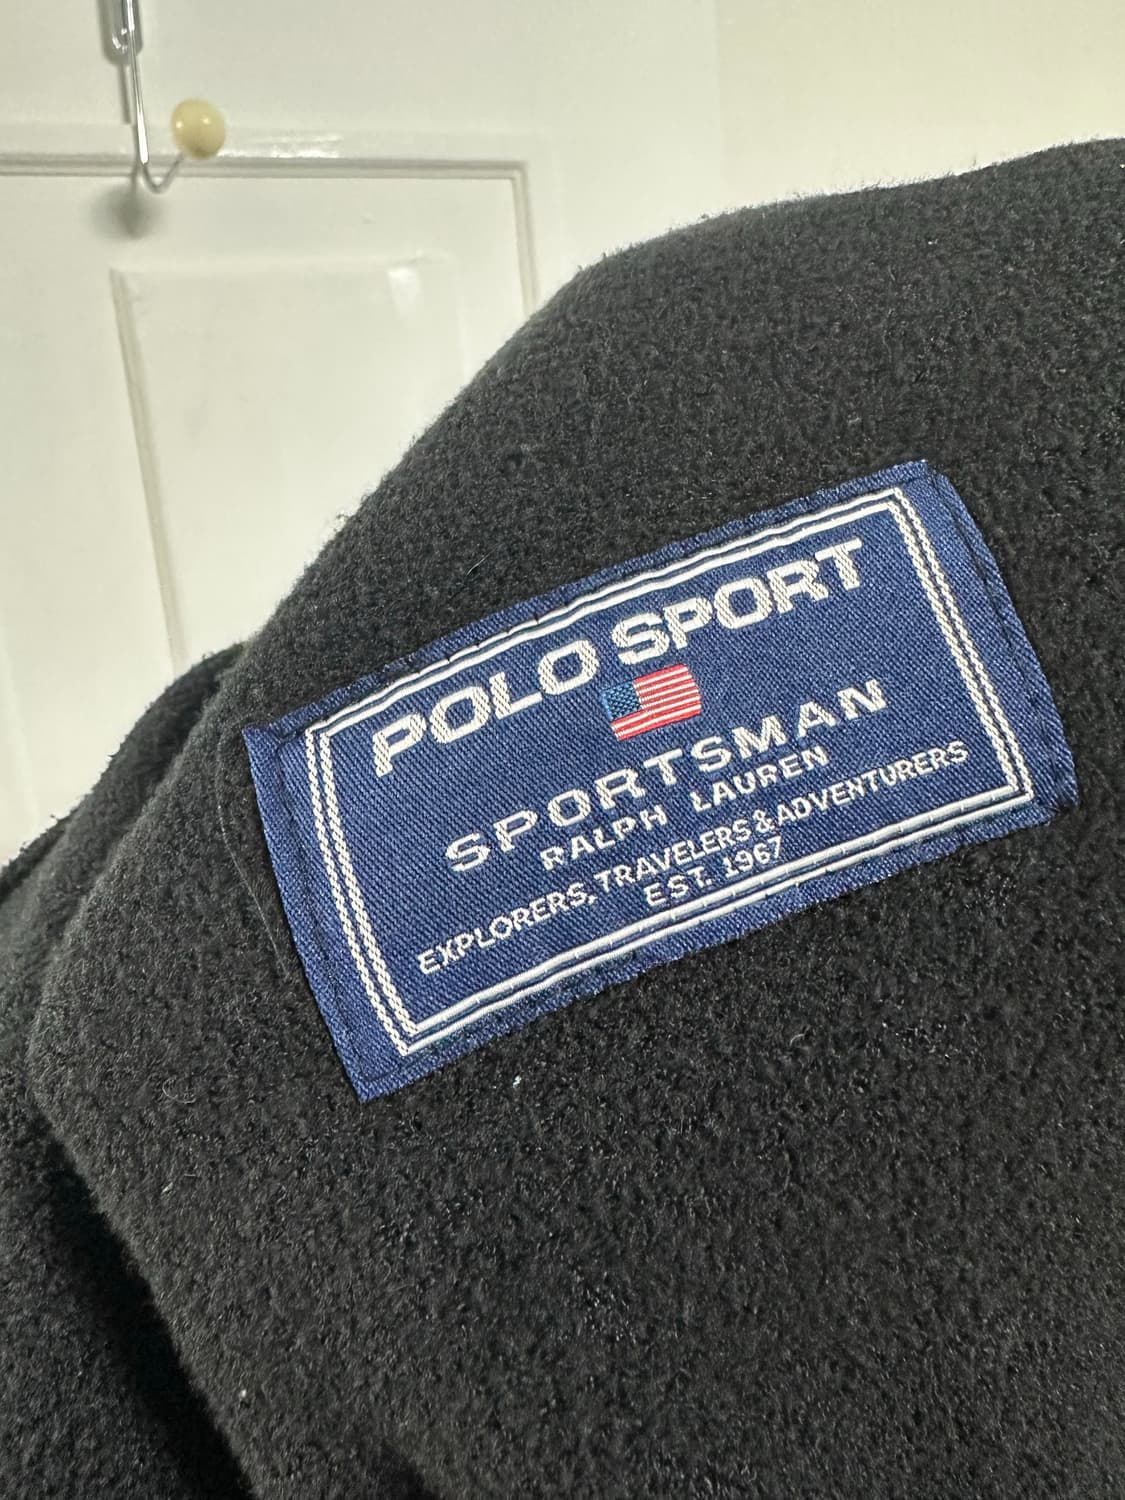 POLO SPORT
SPORTSMAN
RALPH LAUREN
EXPLORERS, TRAVELERS & ADVENTURERS
EST. 1967